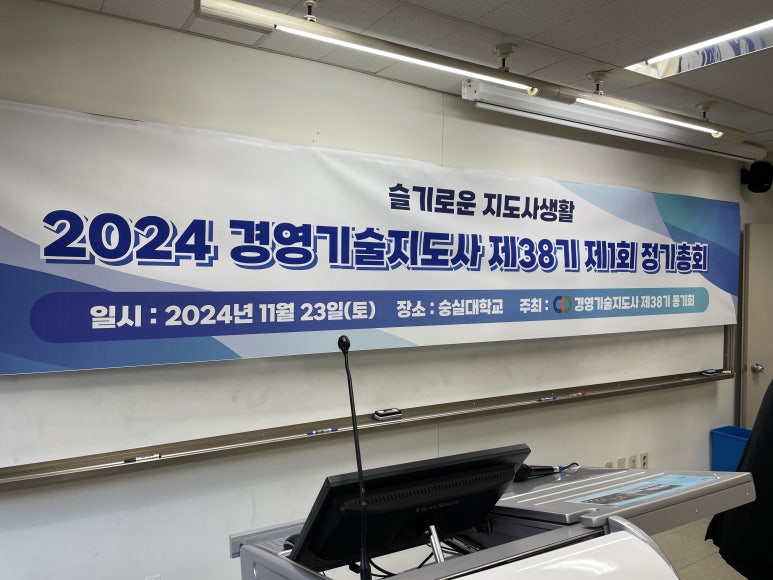 슬기로운 지도사생활
2024 경영기술지도사 제38기 제1회 정기총회
일시 : 2024년 11월 23일(토) 장소 : 숭실대학교 주최 : 경영기술지도사 제38기 동기회
ViewSonic